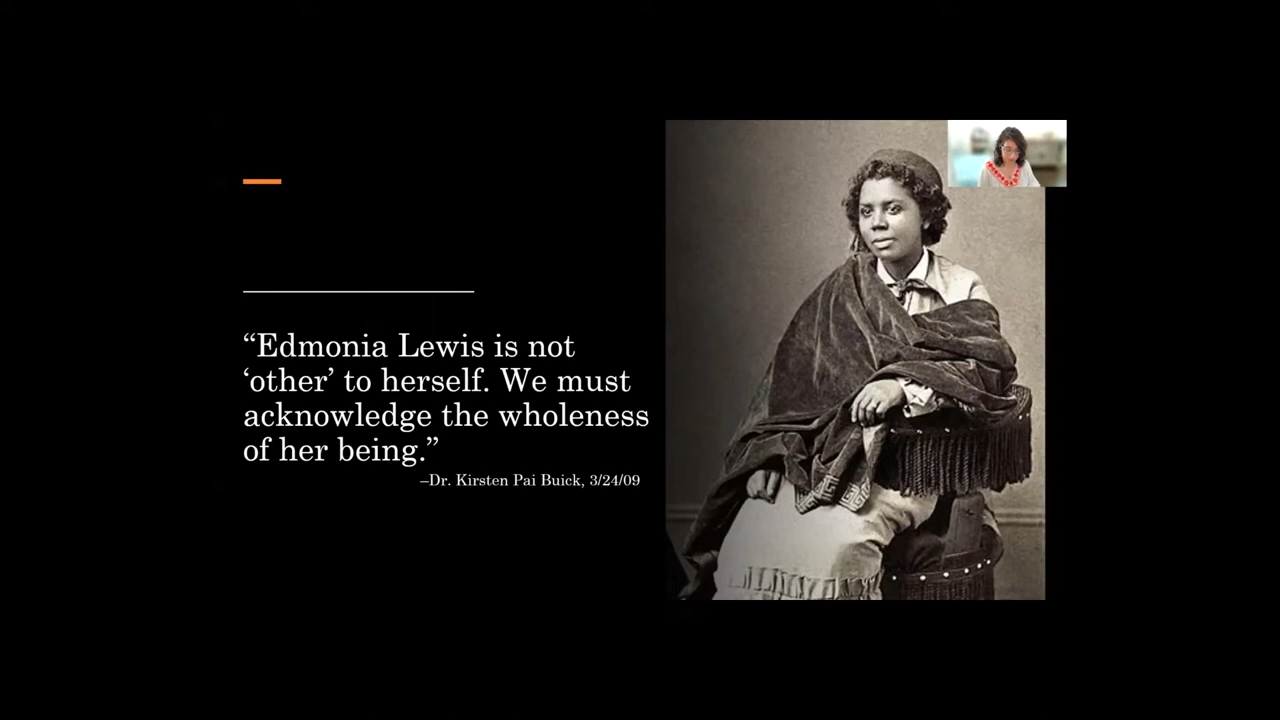 “Edmonia Lewis is not
‘other’ to herself. We must
acknowledge the wholeness
of her being.”
–Dr. Kirsten Pai Buick, 3/24/09